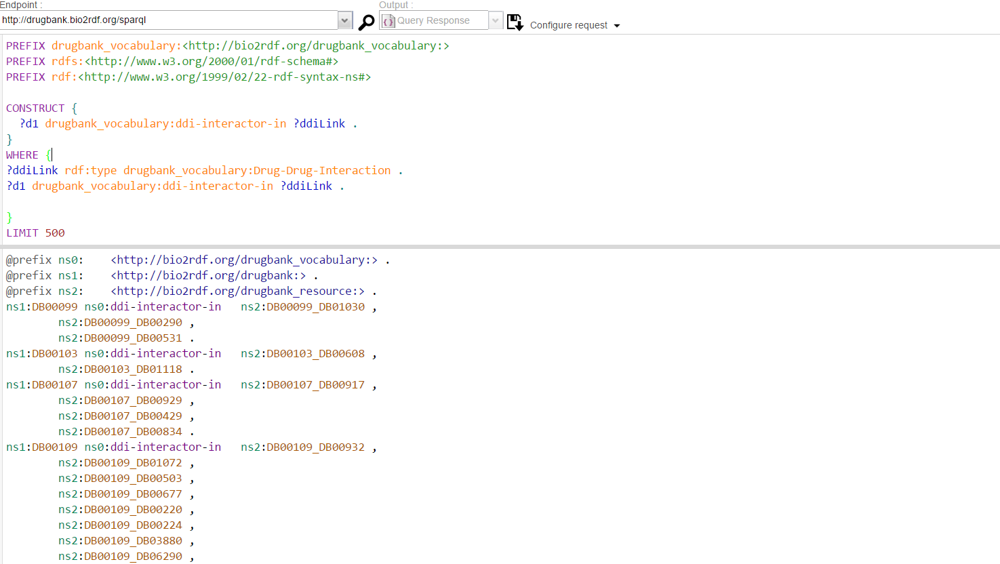 Endpoint :
Output :
http://drugbank.bio2rdf.org/sparql
Query Response
Configure request
PREFIX drugbank_vocabulary:<http://bio2rdf.org/drugbank_vocabulary:>
PREFIX rdfs:<http://www.w3.org/2000/01/rdf-schema#>
PREFIX rdf:<http://www.w3.org/1999/02/22-rdf-syntax-ns#>
CONSTRUCT {
?d1 drugbank_vocabulary:ddi-interactor-in ?ddiLink .
}
WHERE {
?ddiLink rdf:type drugbank_vocabulary:Drug-Drug-Interaction .
?d1 drugbank_vocabulary:ddi-interactor-in ?ddiLink .
}
LIMIT 500
@prefix ns0: <http://bio2rdf.org/drugbank_vocabulary:> .
@prefix ns1: <http://bio2rdf.org/drugbank:> .
@prefix ns2: <http://bio2rdf.org/drugbank_resource:> .
ns1:DB00099 ns0:ddi-interactor-in ns2:DB00099_DB01030 ,
ns2:DB00099_DB00290 ,
ns2:DB00099_DB00531 .
ns1:DB00103 ns0:ddi-interactor-in ns2:DB00103_DB00608 ,
ns2:DB00103_DB01118 .
ns1:DB00107 ns0:ddi-interactor-in ns2:DB00107_DB00917 ,
ns2:DB00107_DB00929 ,
ns2:DB00107_DB00429 ,
ns2:DB00107_DB00834 .
ns1:DB00109 ns0:ddi-interactor-in ns2:DB00109_DB00932 ,
ns2:DB00109_DB01072 ,
ns2:DB00109_DB00503 ,
ns2:DB00109_DB00677 ,
ns2:DB00109_DB00220 ,
ns2:DB00109_DB00224 ,
ns2:DB00109_DB03880 ,
ns2:DB00109_DB06290 ,